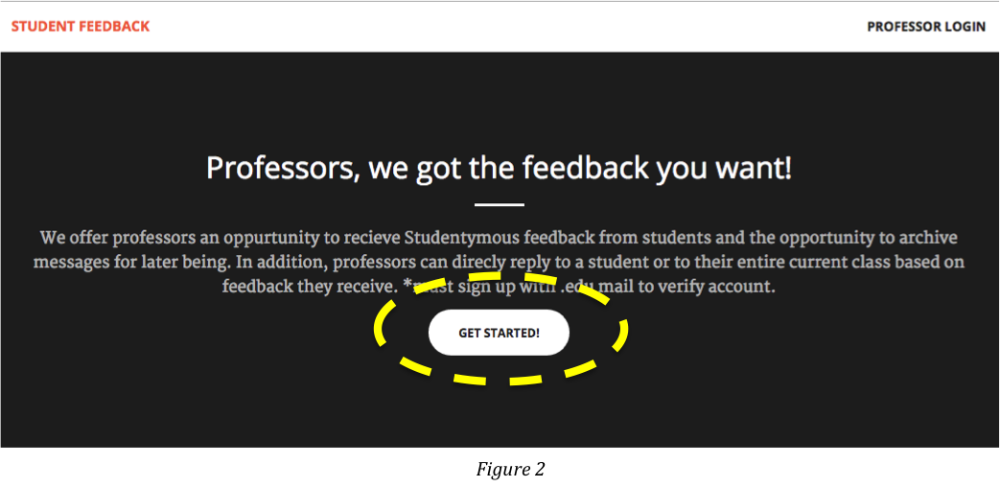 STUDENT FEEDBACK
PROFESSOR LOGIN
Professors, we got the feedback you want!
We offer professors an oppurtunity to recieve Studentymous feedback from students and the opportunity to archive
messages for later being. In addition, professors can direcly reply to a student or to their entire current class based on
feedback they receive. *must sign up with .edu mail to verify account.
GET STARTED!
Figure 2